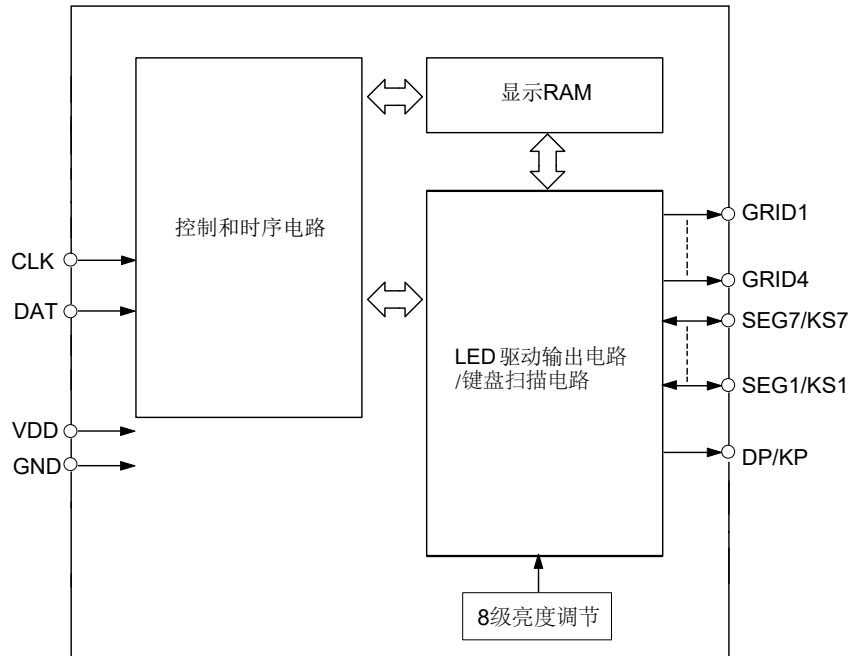 显示RAM
控制和时序电路
CLK
DAT
VDD
GND
LED 驱动输出电路
/键盘扫描电路
GRID1
GRID4
SEG7/KS7
SEG1/KS1
DP/KP
8级亮度调节